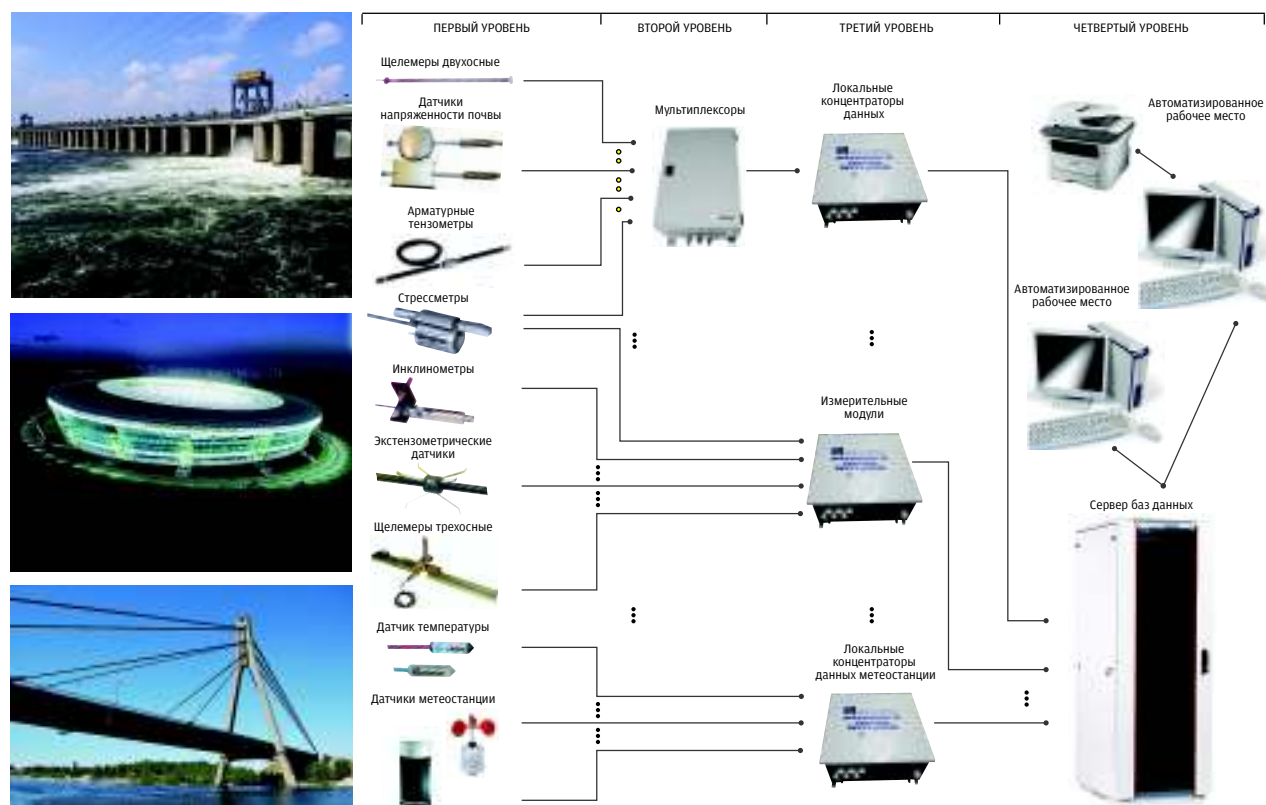 ПЕРВЫЙ УРОВЕНЬ
ВТОРОЙ УРОВЕНЬ
ТРЕТИЙ УРОВЕНЬ
ЧЕТВЕРТЫЙ УРОВЕНЬ
Щелемеры двухосные
Датчики
напряженности почвы
Арматурные
тензометры
Стрессметры
Инклинометры
Экстензометрические
датчики
Щелемеры трехосные
Датчик температуры
Датчики метеостанции
Мультиплексоры
Локальные
концентраторы
данных
Измерительные
модули
Локальные
концентраторы
данных метеостанции
Автоматизированное
рабочее место
Автоматизированное
рабочее место
Сервер баз данных